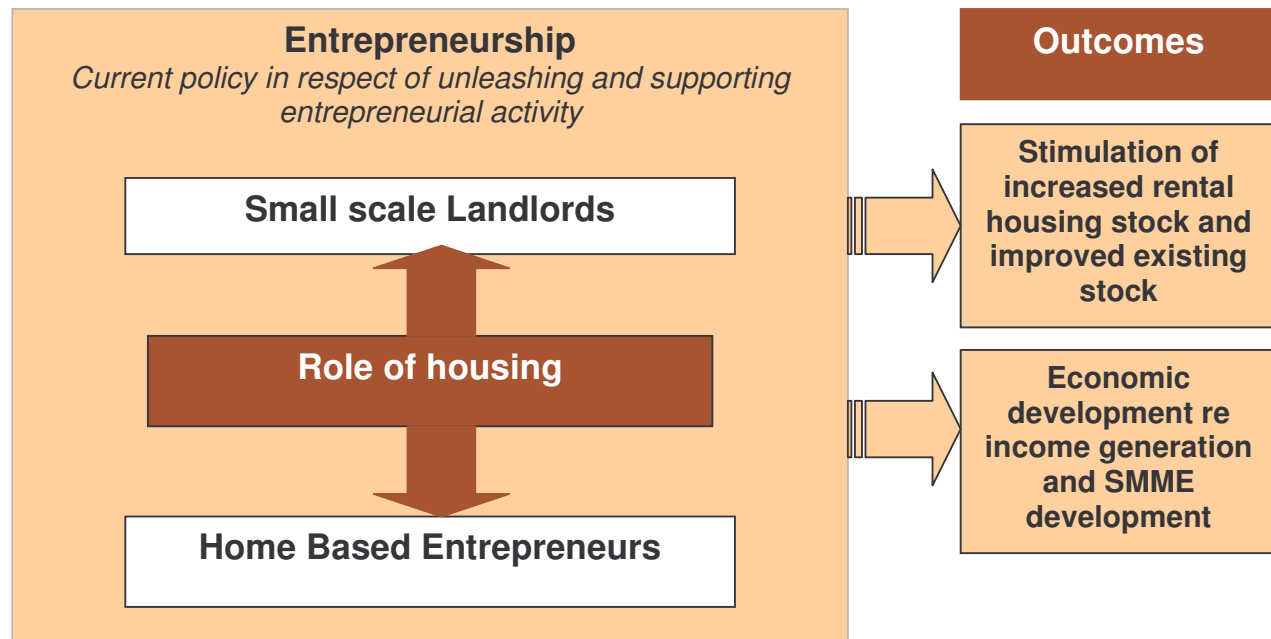 Entrepreneurship
Current policy in respect of unleashing and supporting
entrepreneurial activity
Small scale Landlords
Role of housing
Home Based Entrepreneurs
Outcomes
Stimulation of
increased rental
housing stock and
improved existing
stock
Economic
development re
income generation
and SMME
development